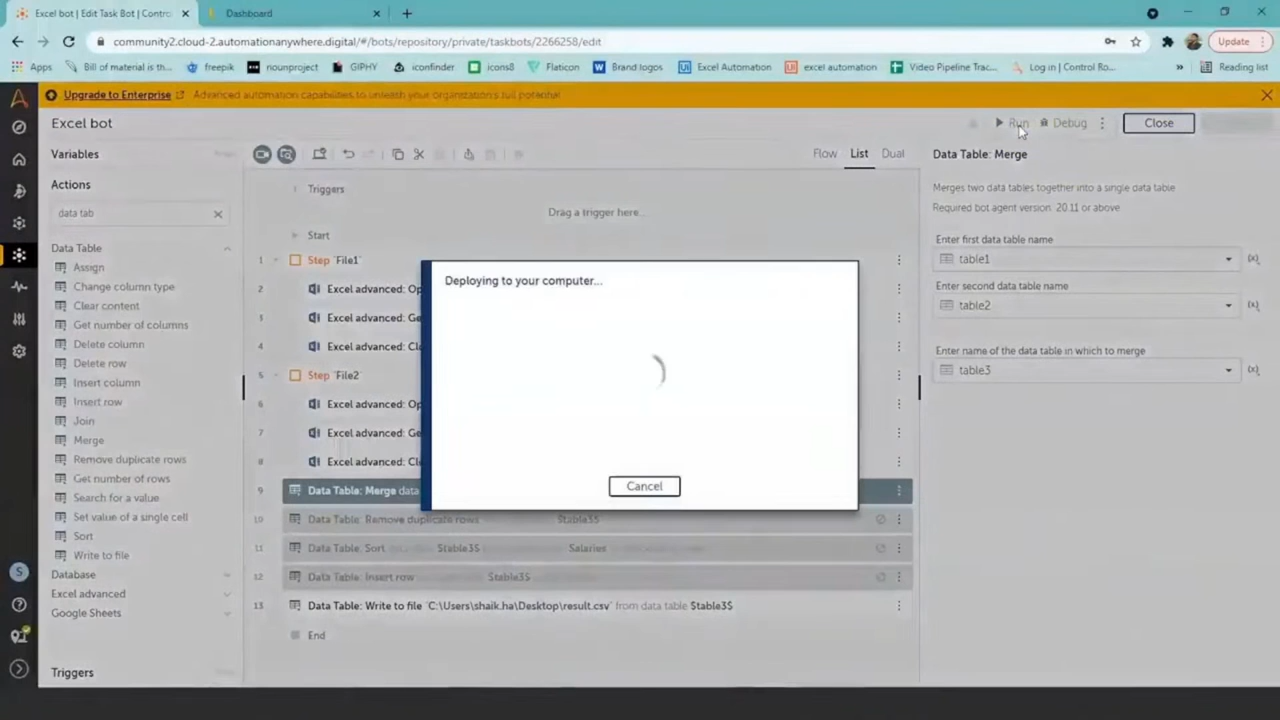 Excel bot | Edit Task Bot | Contro
Dashboard
community2.cloud-2.automationanywhere.digital/#/bots/repository/private/taskbots/2266258/edit
Update
Apps
Bill of material is th...
freepik
nounproject
GIPHY
iconfinder
icons8
Flaticon
Brand logos
Excel Automation
excel automation
Video Pipeline Trac...
Log in | Control Ro...
»
Reading list
Upgrade to Enterprise
Advanced automation capabilities to unleash your organization's full potential
Excel bot
Run
Debug
Close
Variables
Flow
List
Dual
Data Table: Merge
Actions
Triggers
Merges two data tables together into a single data table
data tab
Drag a trigger here...
Required bot agent version: 20.11 or above
Start
Enter first data table name
Data Table
1
Step "File1"
table1
Assign
Change column type
2
Excel advanced: Op
Enter second data table name
Clear content
table2
Get number of columns
3
Excel advanced: Ge
Delete column
4
Excel advanced: Cl
Enter name of the data table in which to merge
Delete row
5
Step "File2"
table3
Insert column
Insert row
6
Excel advanced: Op
Join
7
Excel advanced: Ge
Merge
Remove duplicate rows
8
Excel advanced: Cl
Get number of rows
9
Data Table: Merge data
Search for a value
Set value of a single cell
10
Data Table: Remove duplicate rows
$table3$
Sort
11
Data Table: Sort
$table3$
Salaries
Write to file
Database
12
Data Table: Insert row
$table3$
Excel advanced
Google Sheets
13
Data Table: Write to file "C:\Users\shaik.ha\Desktop\result.csv" from data table $table3$
End
Triggers
S
Deploying to your computer...
Cancel